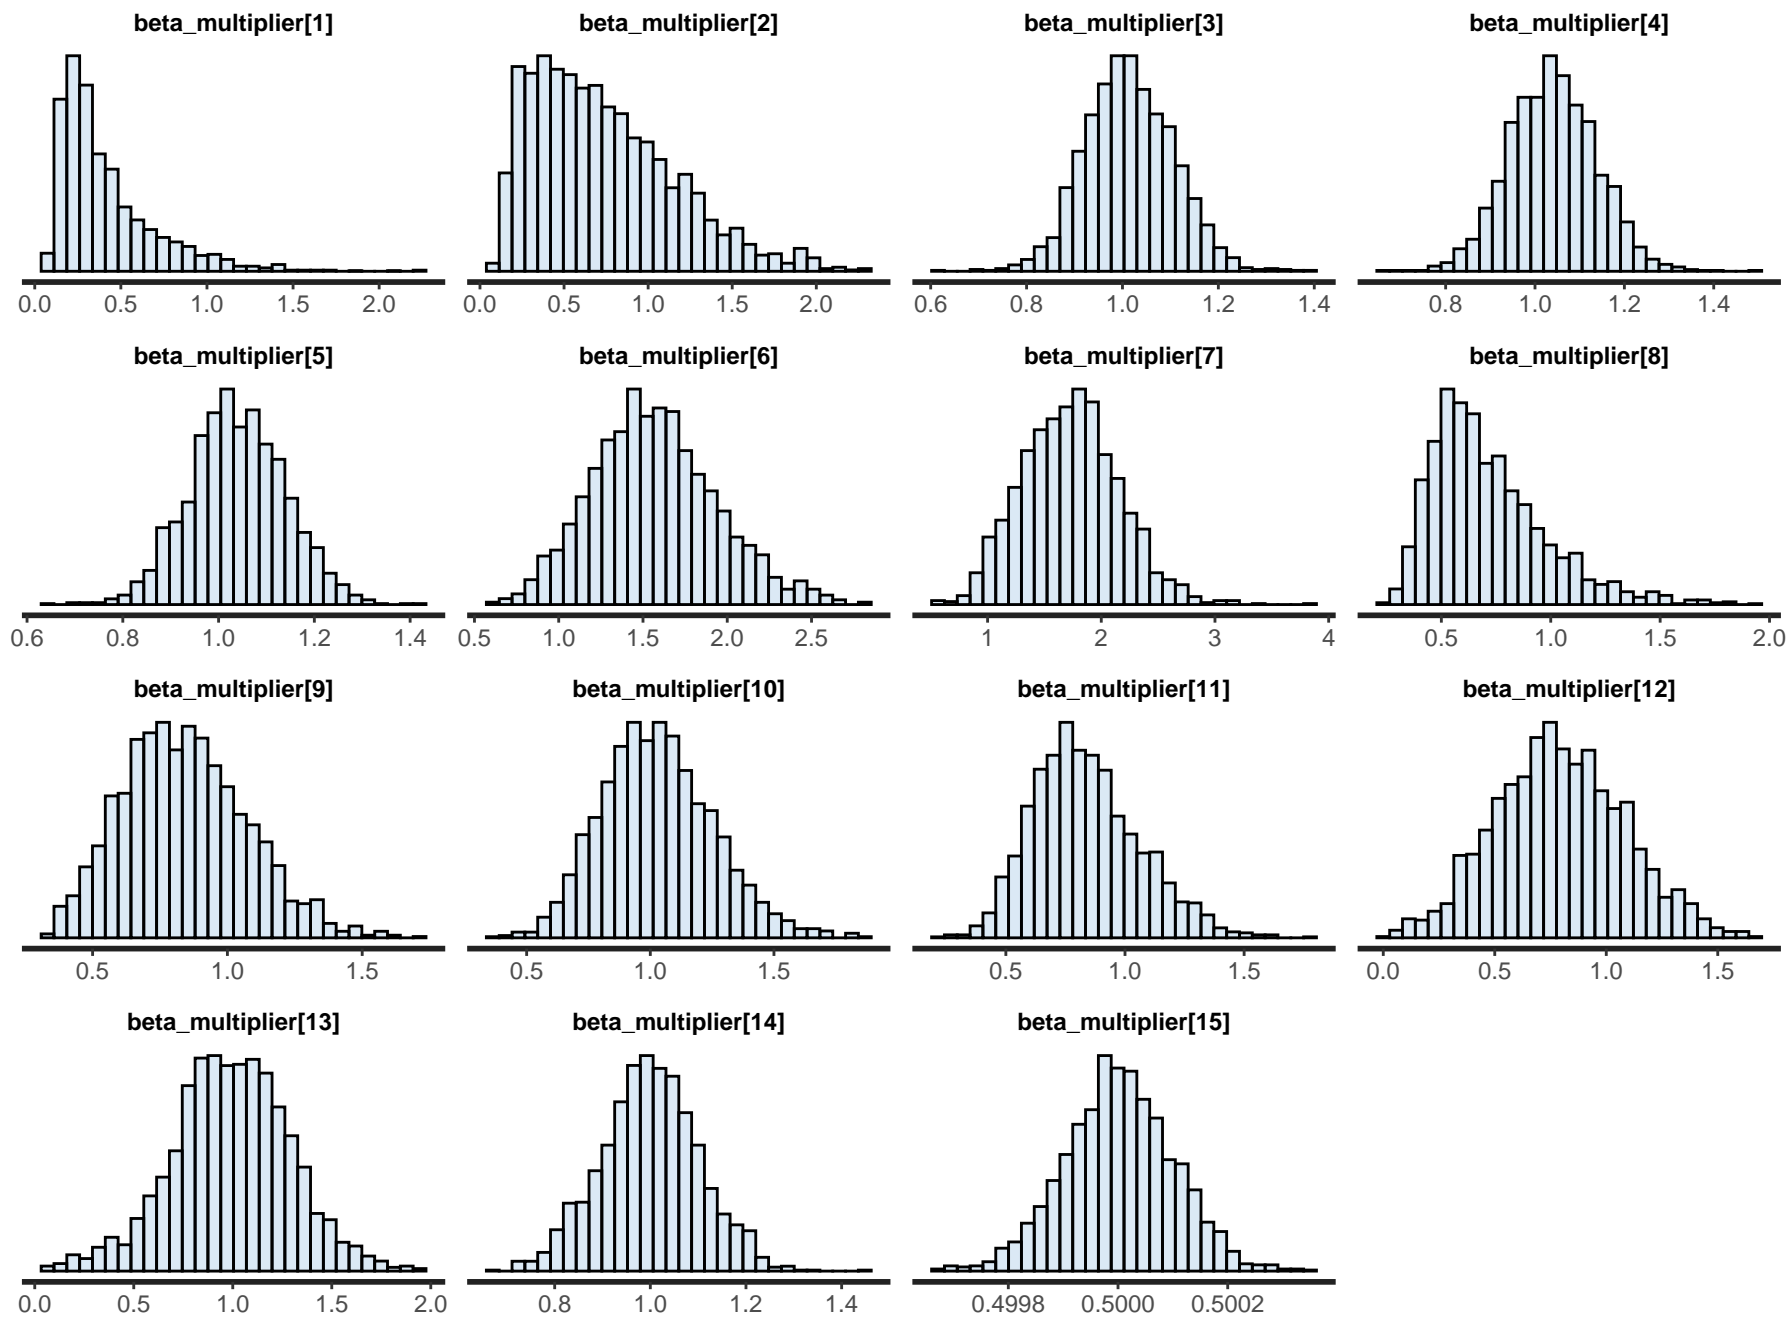 beta_multiplier[1] beta_multiplier[2] beta_multiplier[3] beta_multiplier[4]
0.0 0.5 1.0 1.5 2.0 0.0 0.5 1.0 1.5 2.0 0.6 0.8 1.0 1.2 1.4 0.8 1.0 1.2 1.4
beta_multiplier[5] beta_multiplier[6] beta_multiplier[7] beta_multiplier[8]
0.6 0.8 1.0 1.2 1.4 0.5 1.0 1.5 2.0 2.5 1 2 3 4 0.5 1.0 1.5 2.0
beta_multiplier[9] beta_multiplier[10] beta_multiplier[11] beta_multiplier[12]
0.5 1.0 1.5 0.5 1.0 1.5 0.5 1.0 1.5 0.0 0.5 1.0 1.5
beta_multiplier[13] beta_multiplier[14] beta_multiplier[15]
0.0 0.5 1.0 1.5 2.0 0.8 1.0 1.2 1.4 0.4998 0.5000 0.5002